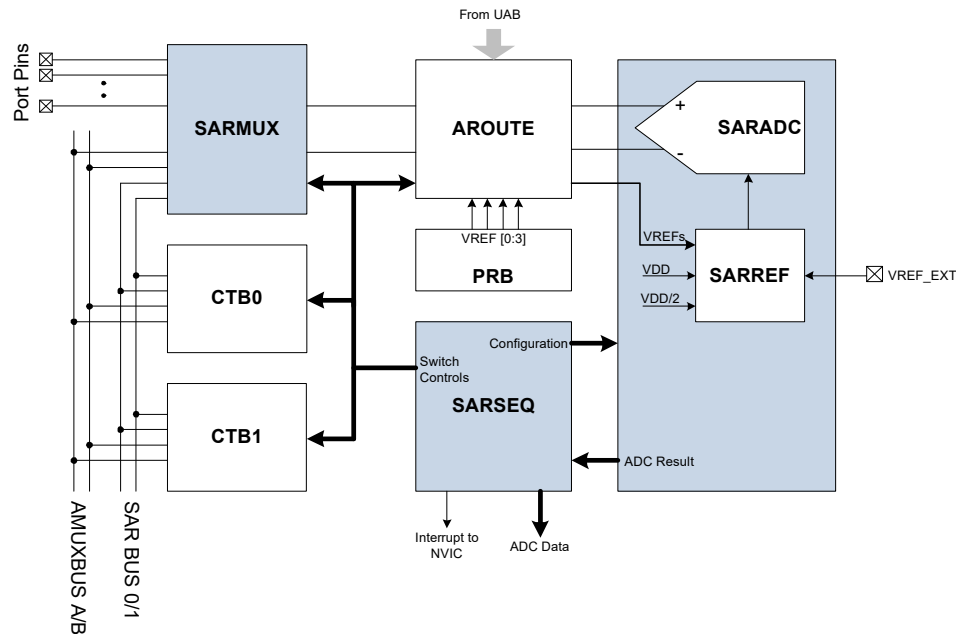 From UAB
Port Pins
SARMUX
AROUTE
+
SARADC
-
VREF [0:3]
PRB
VREFs
VDD
SARREF
VREF_EXT
VDD/2
CTB0
Configuration
Switch
Controls
SARSEQ
CTB1
ADC Result
Interrupt to
NVIC
ADC Data
AMUXBUS A/B
SAR BUS 0/1